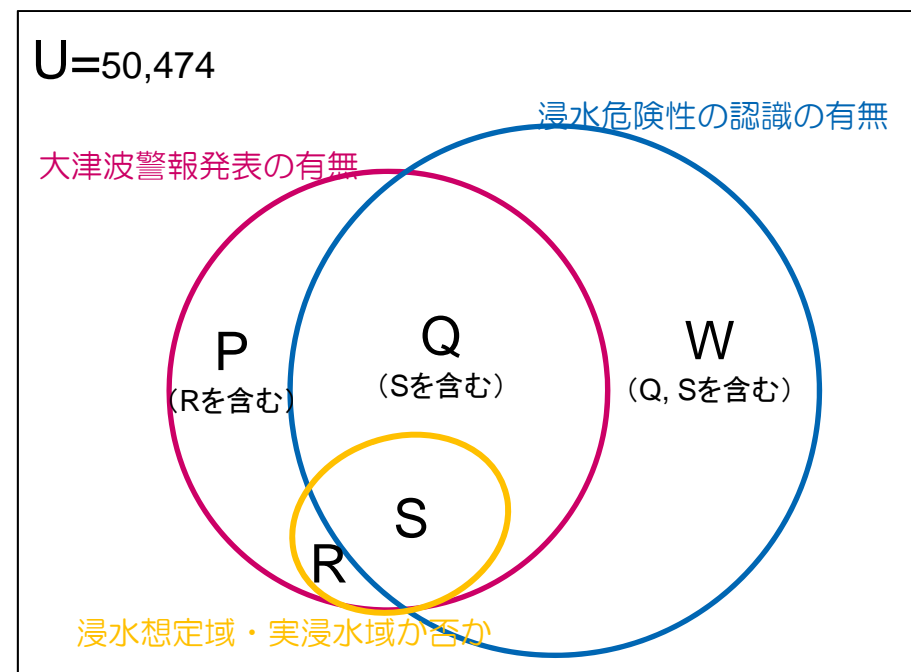 U=50,474
浸水危険性の認識の有無
大津波警報発表の有無
P
(Rを含む)
Q
(Sを含む)
W
(Q, Sを含む)
S
R
浸水想定域・実浸水域か否か